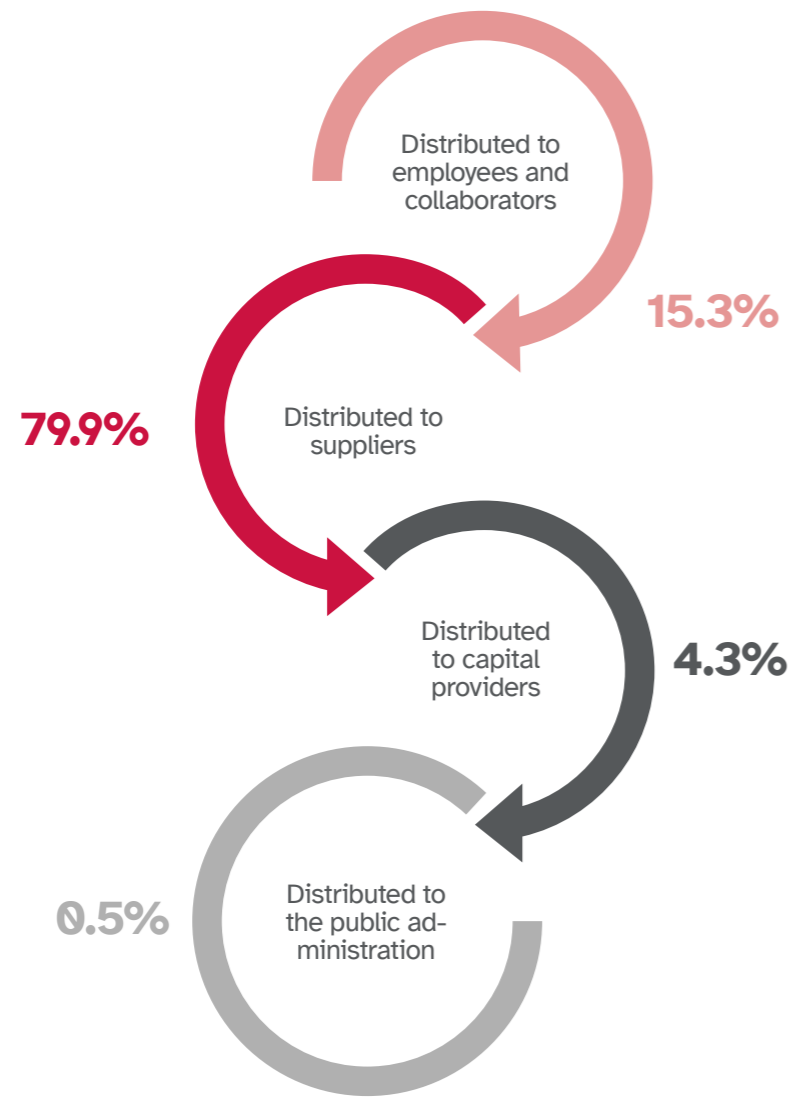 Distributed to
employees and
collaborators
15.3%
79.9%
Distributed to
suppliers
Distributed
to capital
providers
4.3%
0.5%
Distributed to
the public ad-
ministration